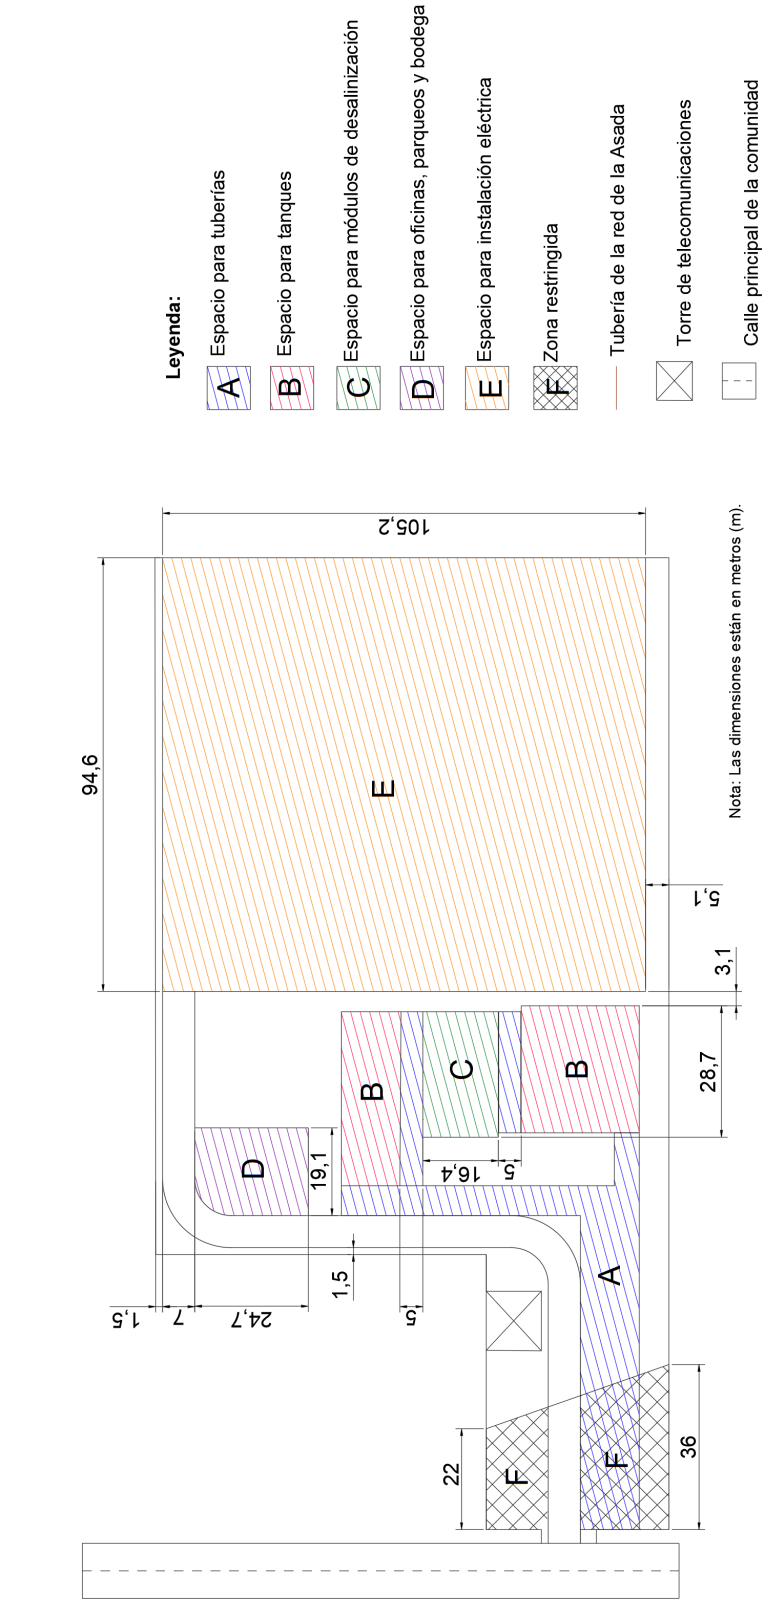 Leyenda:
A Espacio para tuberías
B Espacio para tanques
C Espacio para módulos de desalinización
D Espacio para oficinas, parqueos y bodega
E Espacio para instalación eléctrica
F Zona restringida
Tubería de la red de la Asada
Torre de telecomunicaciones
Calle principal de la comunidad
Nota: Las dimensiones están en metros (m).
105,2
94,6
E
5,1
3,1
28,7
B
C
B
D
19,1
16,4
5
1,5
7
24,7
1,5
5
A
22
F
F
36